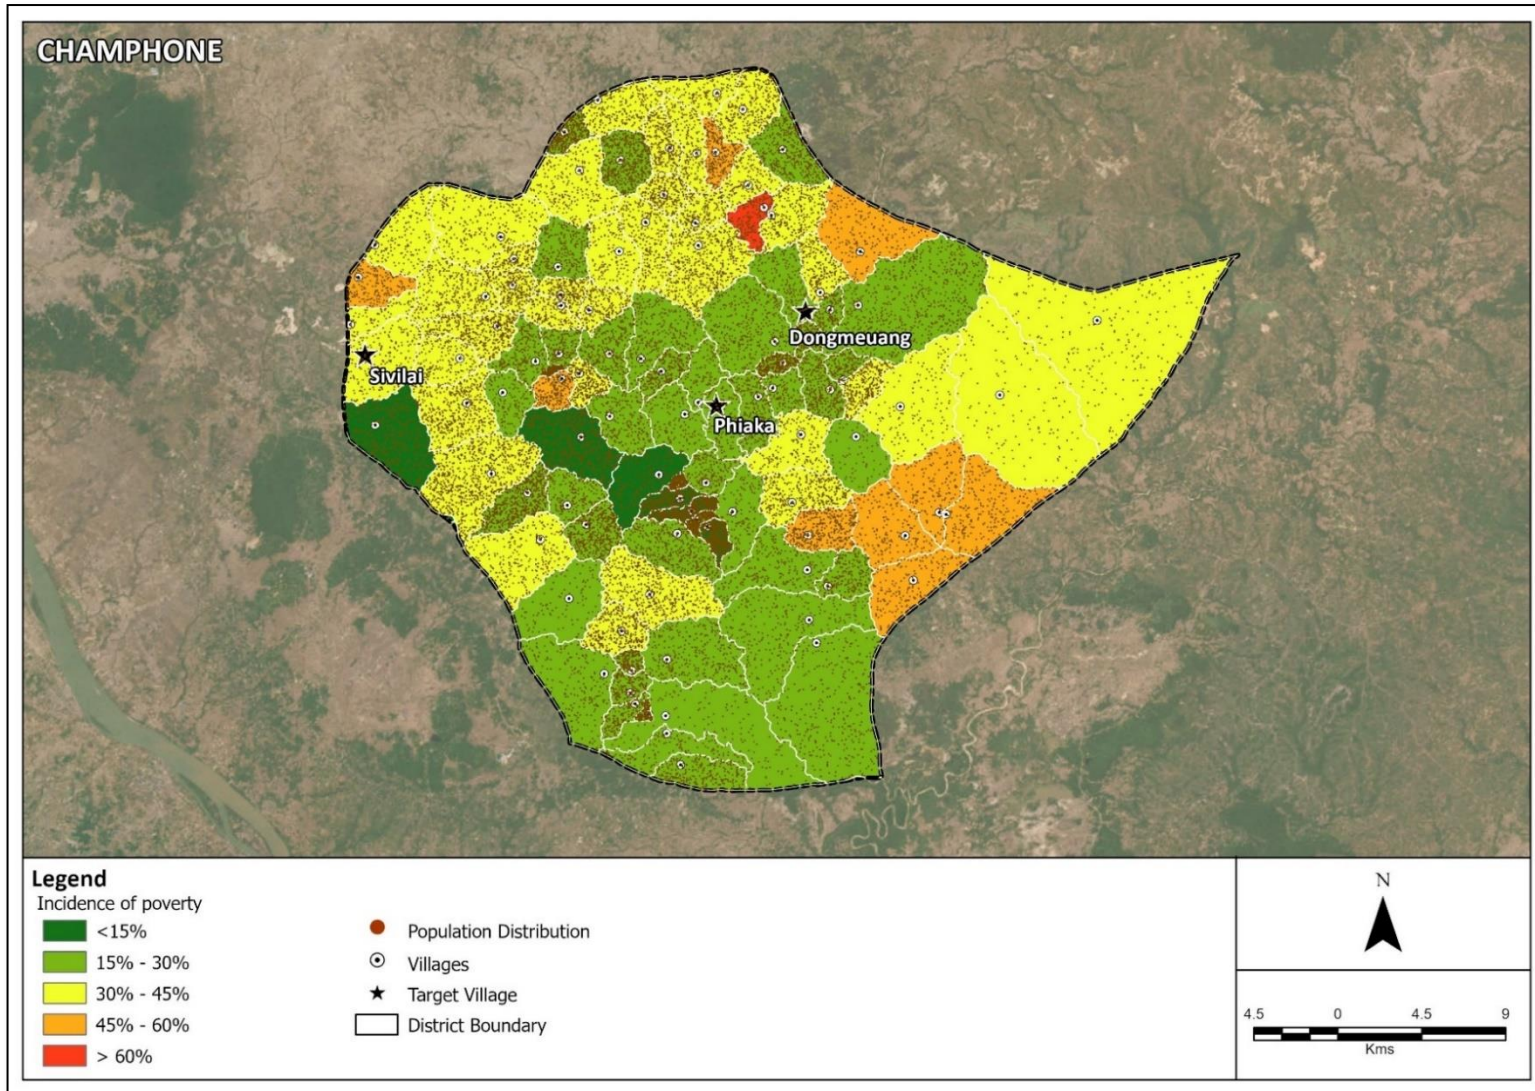 CHAMPHONE
Dongmeuang
Sivilai
Phiaka
Legend
Incidence of poverty
<15%
15% - 30%
30% - 45%
45% - 60%
> 60%
Population Distribution
Villages
Target Village
District Boundary
N
4.5 0 4.5 9
Kms